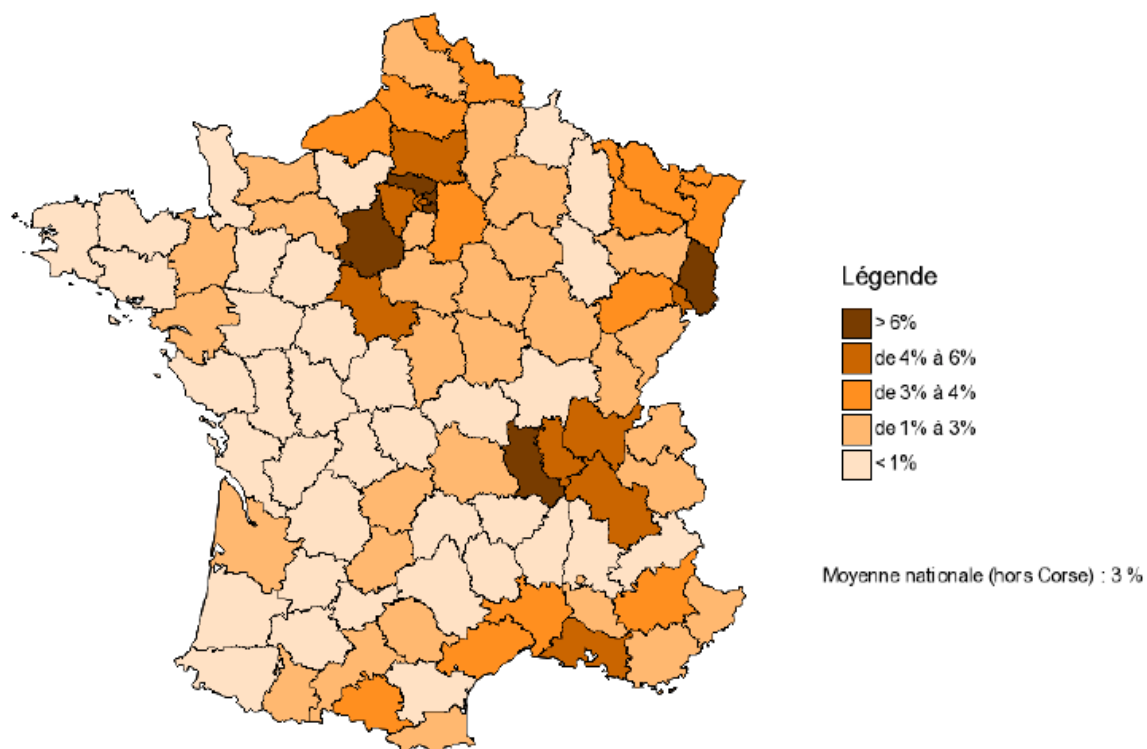 Légende
> 6%
de 4% à 6%
de 3% à 4%
de 1% à 3%
< 1%
Moyenne nationale (hors Corse) : 3 %